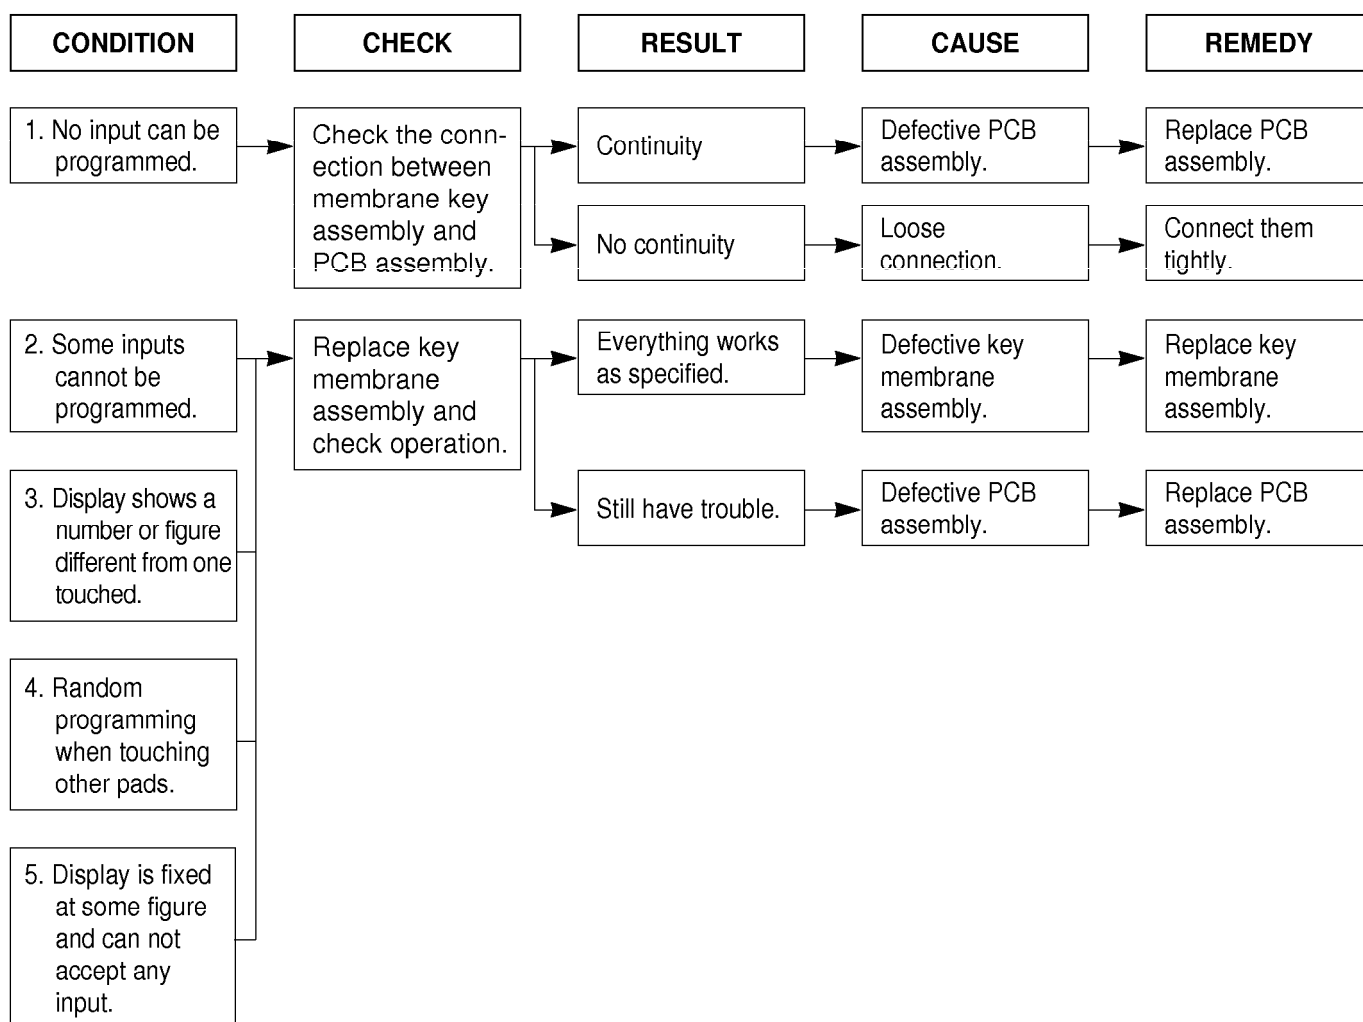 CONDITION
CHECK
RESULT
CAUSE
REMEDY
1. No input can be
programmed.
Check the conn-
ection between
membrane key
assembly and
PCB assembly.
Continuity
Defective PCB
assembly.
Replace PCB
assembly.
No continuity
Loose
connection.
Connect them
tightly.
2. Some inputs
cannot be
programmed.
Replace key
membrane
assembly and
check operation.
Everything works
as specified.
Defective key
membrane
assembly.
Replace key
membrane
assembly.
Still have trouble.
Defective PCB
assembly.
Replace PCB
assembly.
3. Display shows a
number or figure
different from one
touched.
4. Random
programming
when touching
other pads.
5. Display is fixed
at some figure
and can not
accept any
input.